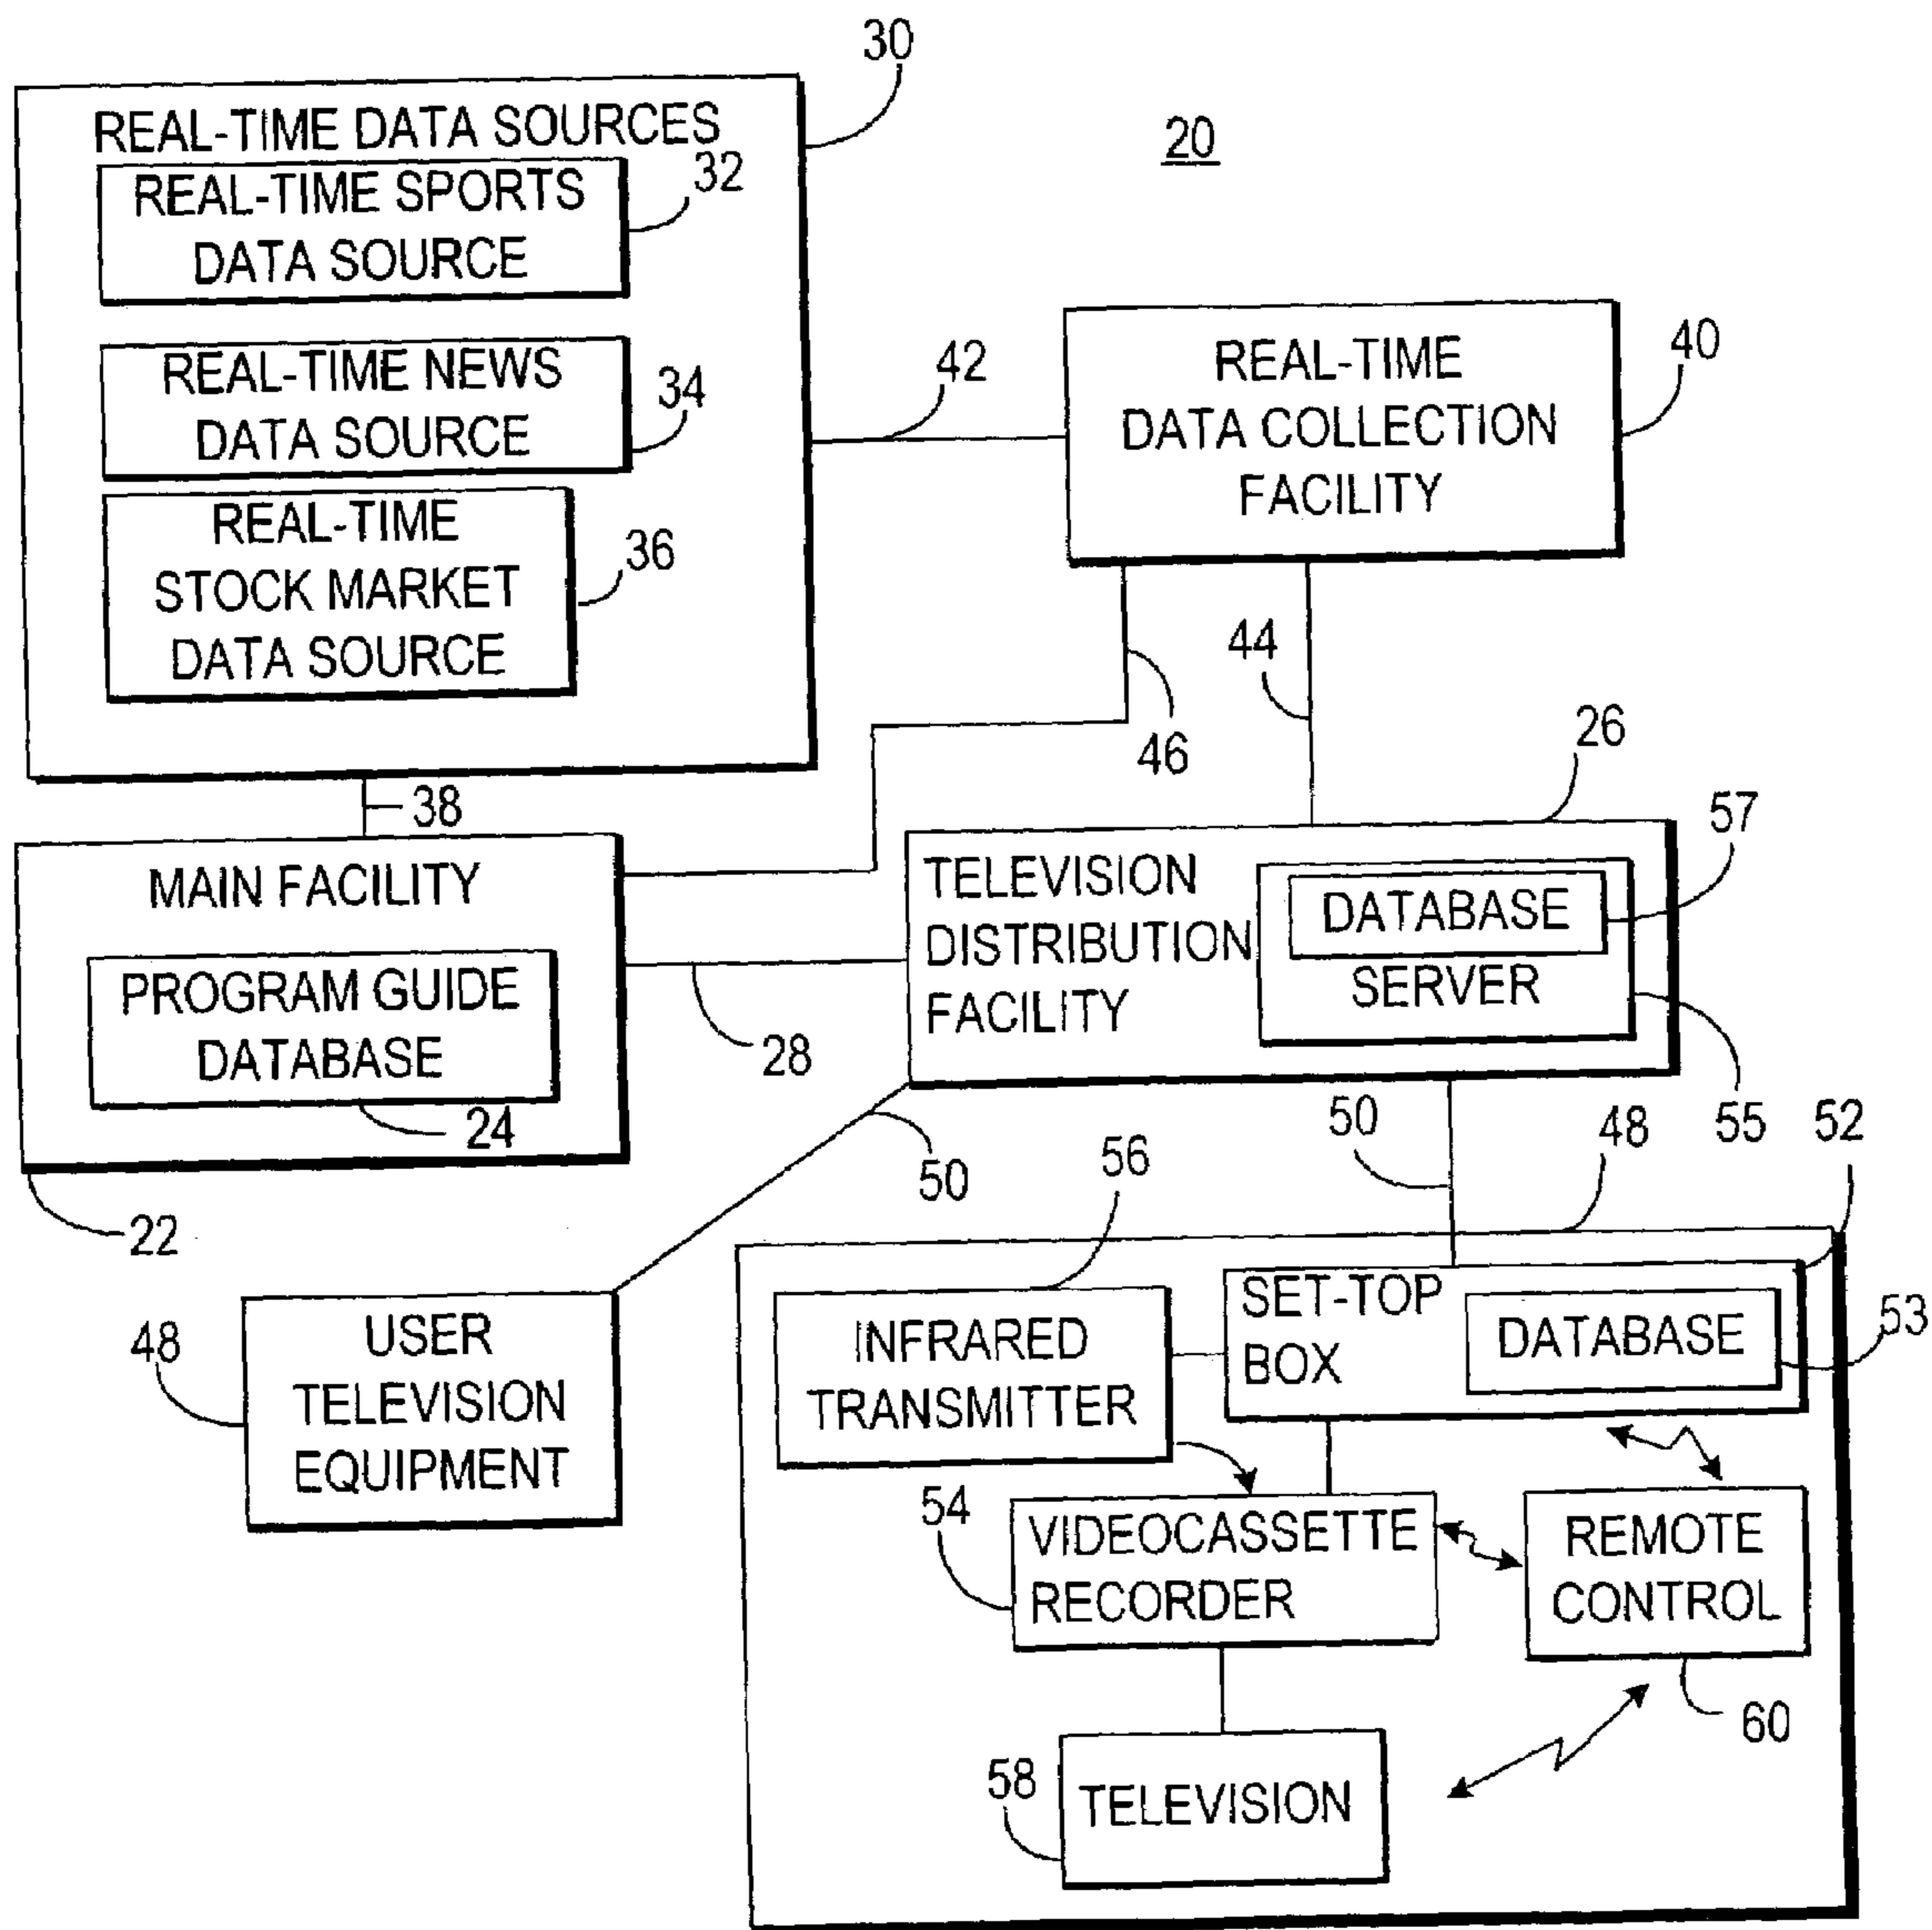 30
REAL-TIME DATA SOURCES
20
REAL-TIME SPORTS
DATA SOURCE
32
REAL-TIME NEWS
DATA SOURCE
34
REAL-TIME
STOCK MARKET
DATA SOURCE
36
42
REAL-TIME
DATA COLLECTION
FACILITY
40
44
46
38
26
57
MAIN FACILITY
PROGRAM GUIDE
DATABASE
24
22
28
TELEVISION
DISTRIBUTION
FACILITY
DATABASE
SERVER
55
52
50
50
48
56
USER
TELEVISION
EQUIPMENT
48
INFRARED
TRANSMITTER
SET-TOP
BOX
DATABASE
53
54
VIDEOCASSETTE
RECORDER
REMOTE
CONTROL
60
58
TELEVISION